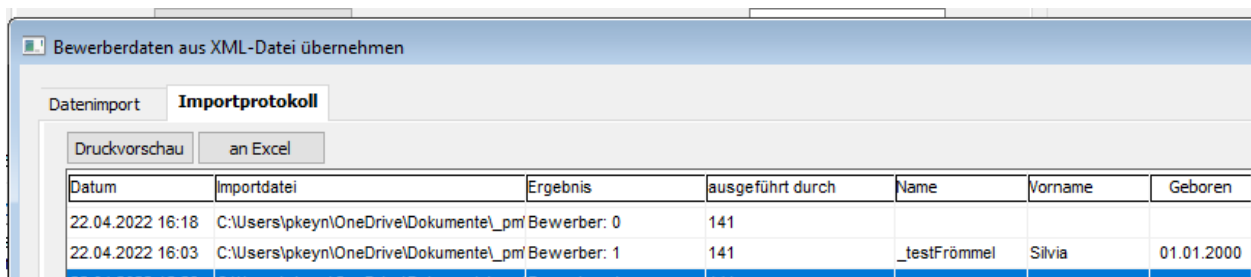 Bewerberdaten aus XML-Datei übernehmen
Datenimport Importprotokoll
Druckvorschau an Excel
Datum Importdatei Ergebnis ausgeführt durch Name Vorname Geboren
22.04.2022 16:18 C:\Users\pkeyn\OneDrive\Dokumente\_pm Bewerber: 0 141
22.04.2022 16:03 C:\Users\pkeyn\OneDrive\Dokumente\_pm Bewerber: 1 141 _testFrömmel Silvia 01.01.2000